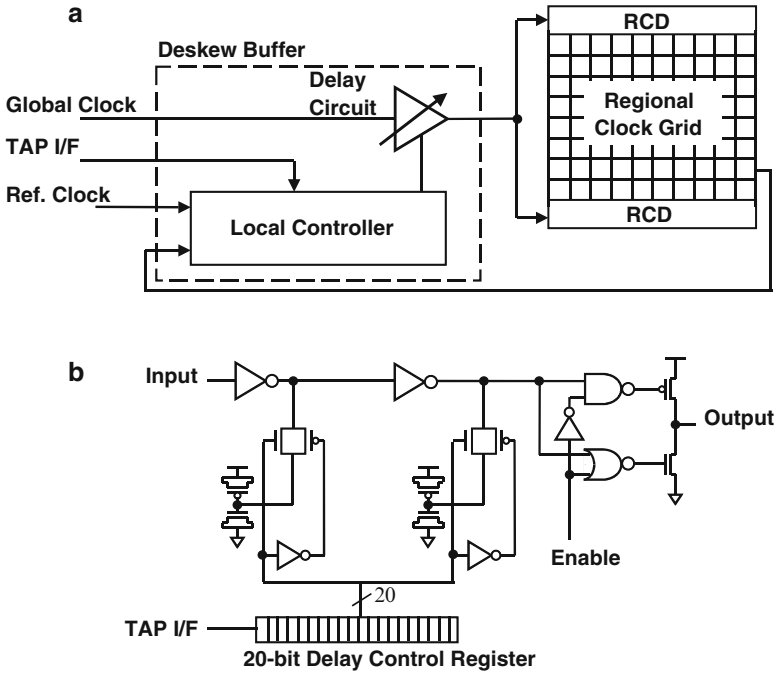 a
RCD
Deskew Buffer
Delay
Circuit
Global Clock
Regional
Clock Grid
TAP I/F
Ref. Clock
Local Controller
RCD
b
Input
Output
Enable
20
TAP I/F
20-bit Delay Control Register